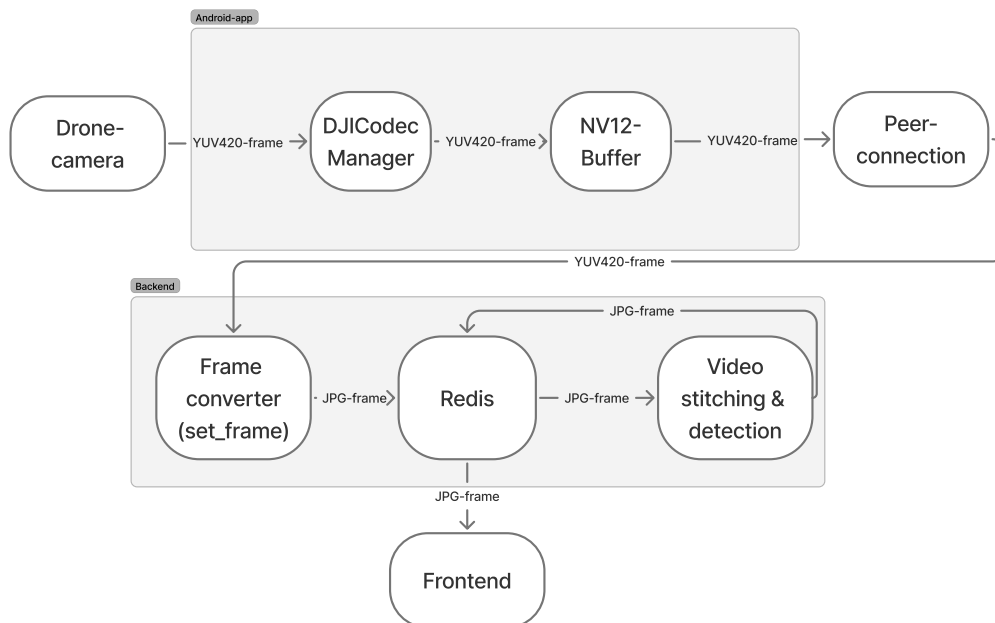 Android-app
Drone-
camera
YUV420-frame
DJICodec
Manager
YUV420-frame
NV12-
Buffer
YUV420-frame
Peer-
connection
YUV420-frame
Backend
JPG-frame
Frame
converter
(set_frame)
JPG-frame
Redis
JPG-frame
Video
stitching &
detection
JPG-frame
Frontend